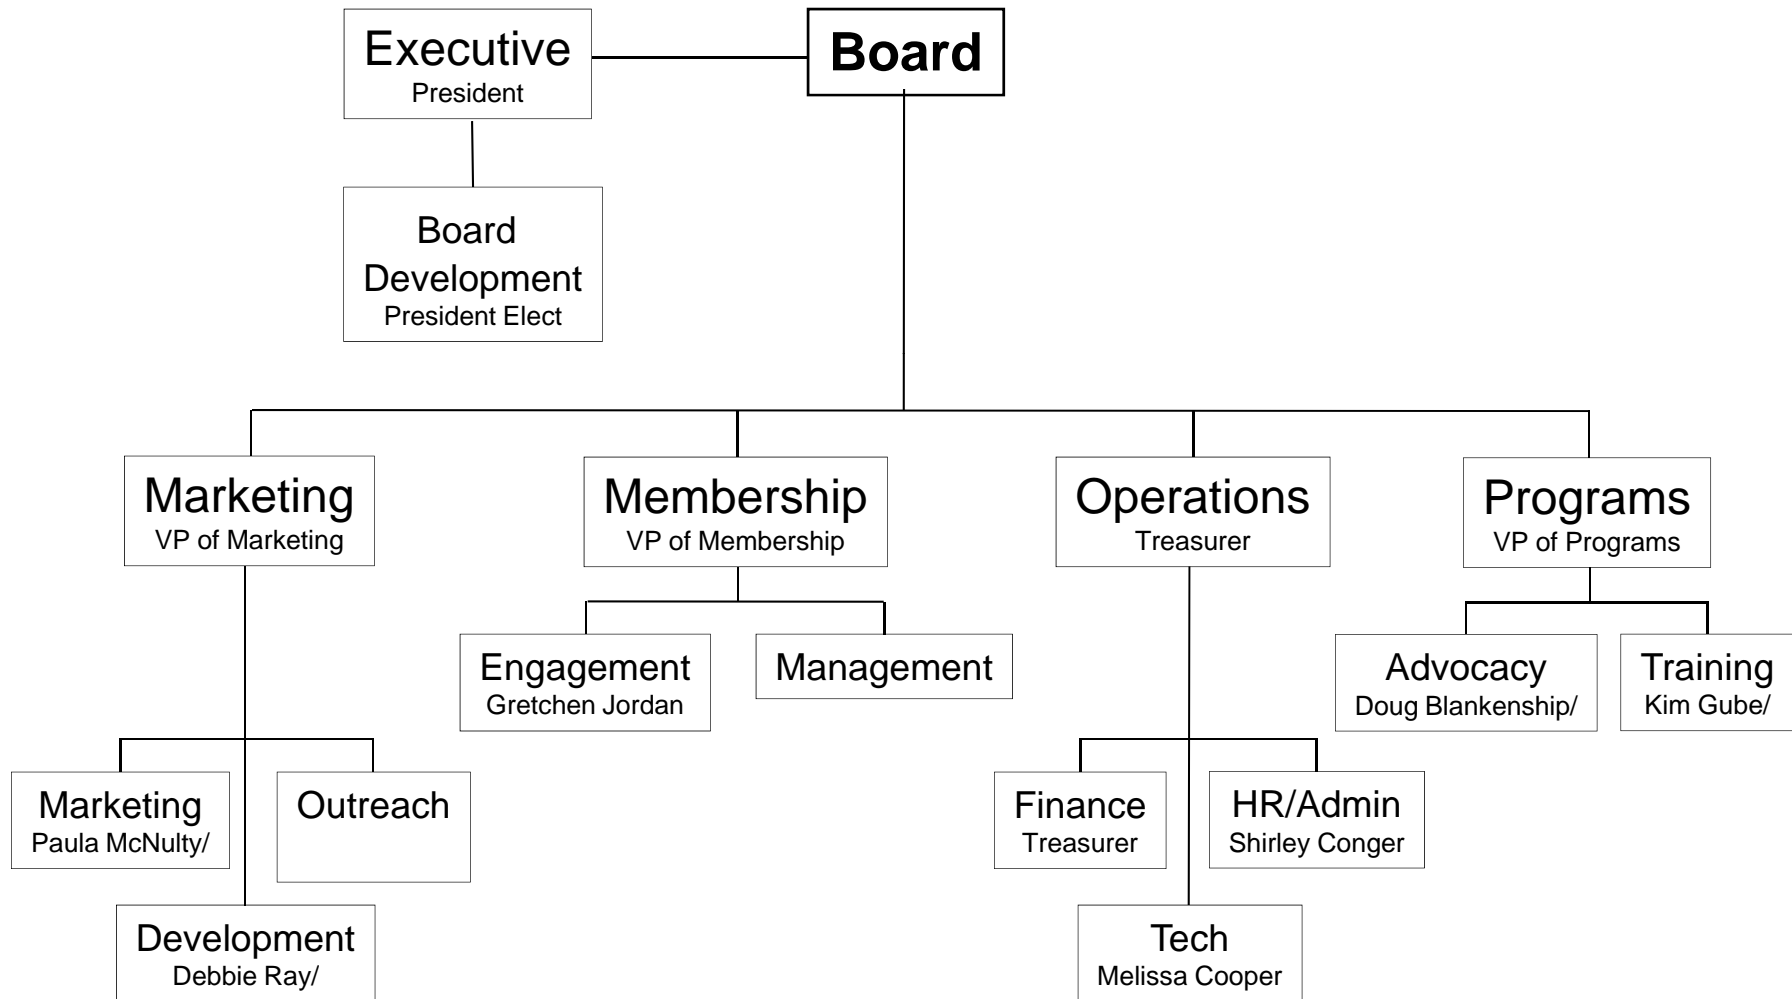 Executive
President
Board
Board
Development
President Elect
Marketing
VP of Marketing
Membership
VP of Membership
Operations
Treasurer
Programs
VP of Programs
Engagement
Gretchen Jordan
Management
Advocacy
Doug Blankenship/
Training
Kim Gube/
Marketing
Paula McNulty/
Outreach
Finance
Treasurer
HR/Admin
Shirley Conger
Development
Debbie Ray/
Tech
Melissa Cooper